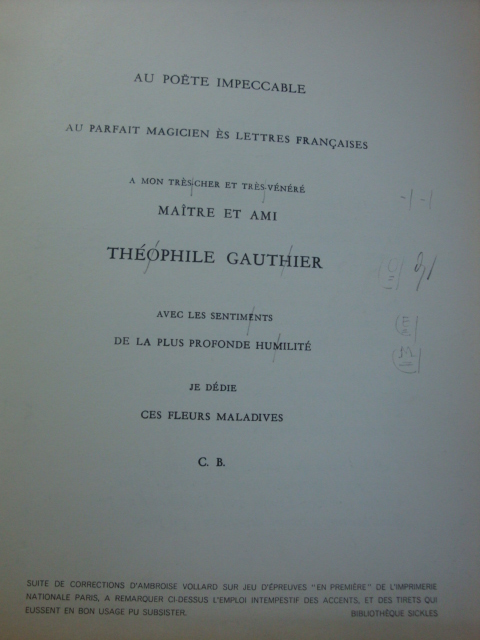 AU POËTE IMPECCABLE
AU PARFAIT MAGICIEN ÈS LETTRES FRANÇAISES
A MON TRÈS CHER ET TRÈS VÉNÉRÉ
MAÎTRE ET AMI
THÉOPHILE GAUTHIER
AVEC LES SENTIMENTS
DE LA PLUS PROFONDE HUMILITÉ
JE DÉDIE
CES FLEURS MALADIVES
C. B.
SUITE DE CORRECTIONS D'AMBROISE VOLLARD SUR JEU D'ÉPREUVES "EN PREMIÈRE" DE L'IMPRIMERIE
NATIONALE PARIS, A REMARQUER CI-DESSUS L'EMPLOI INTEMPESTIF DES ACCENTS, ET DES TIRETS QUI
EUSSENT EN BON USAGE PU SUBSISTER. BIBLIOTHÈQUE SICKLES